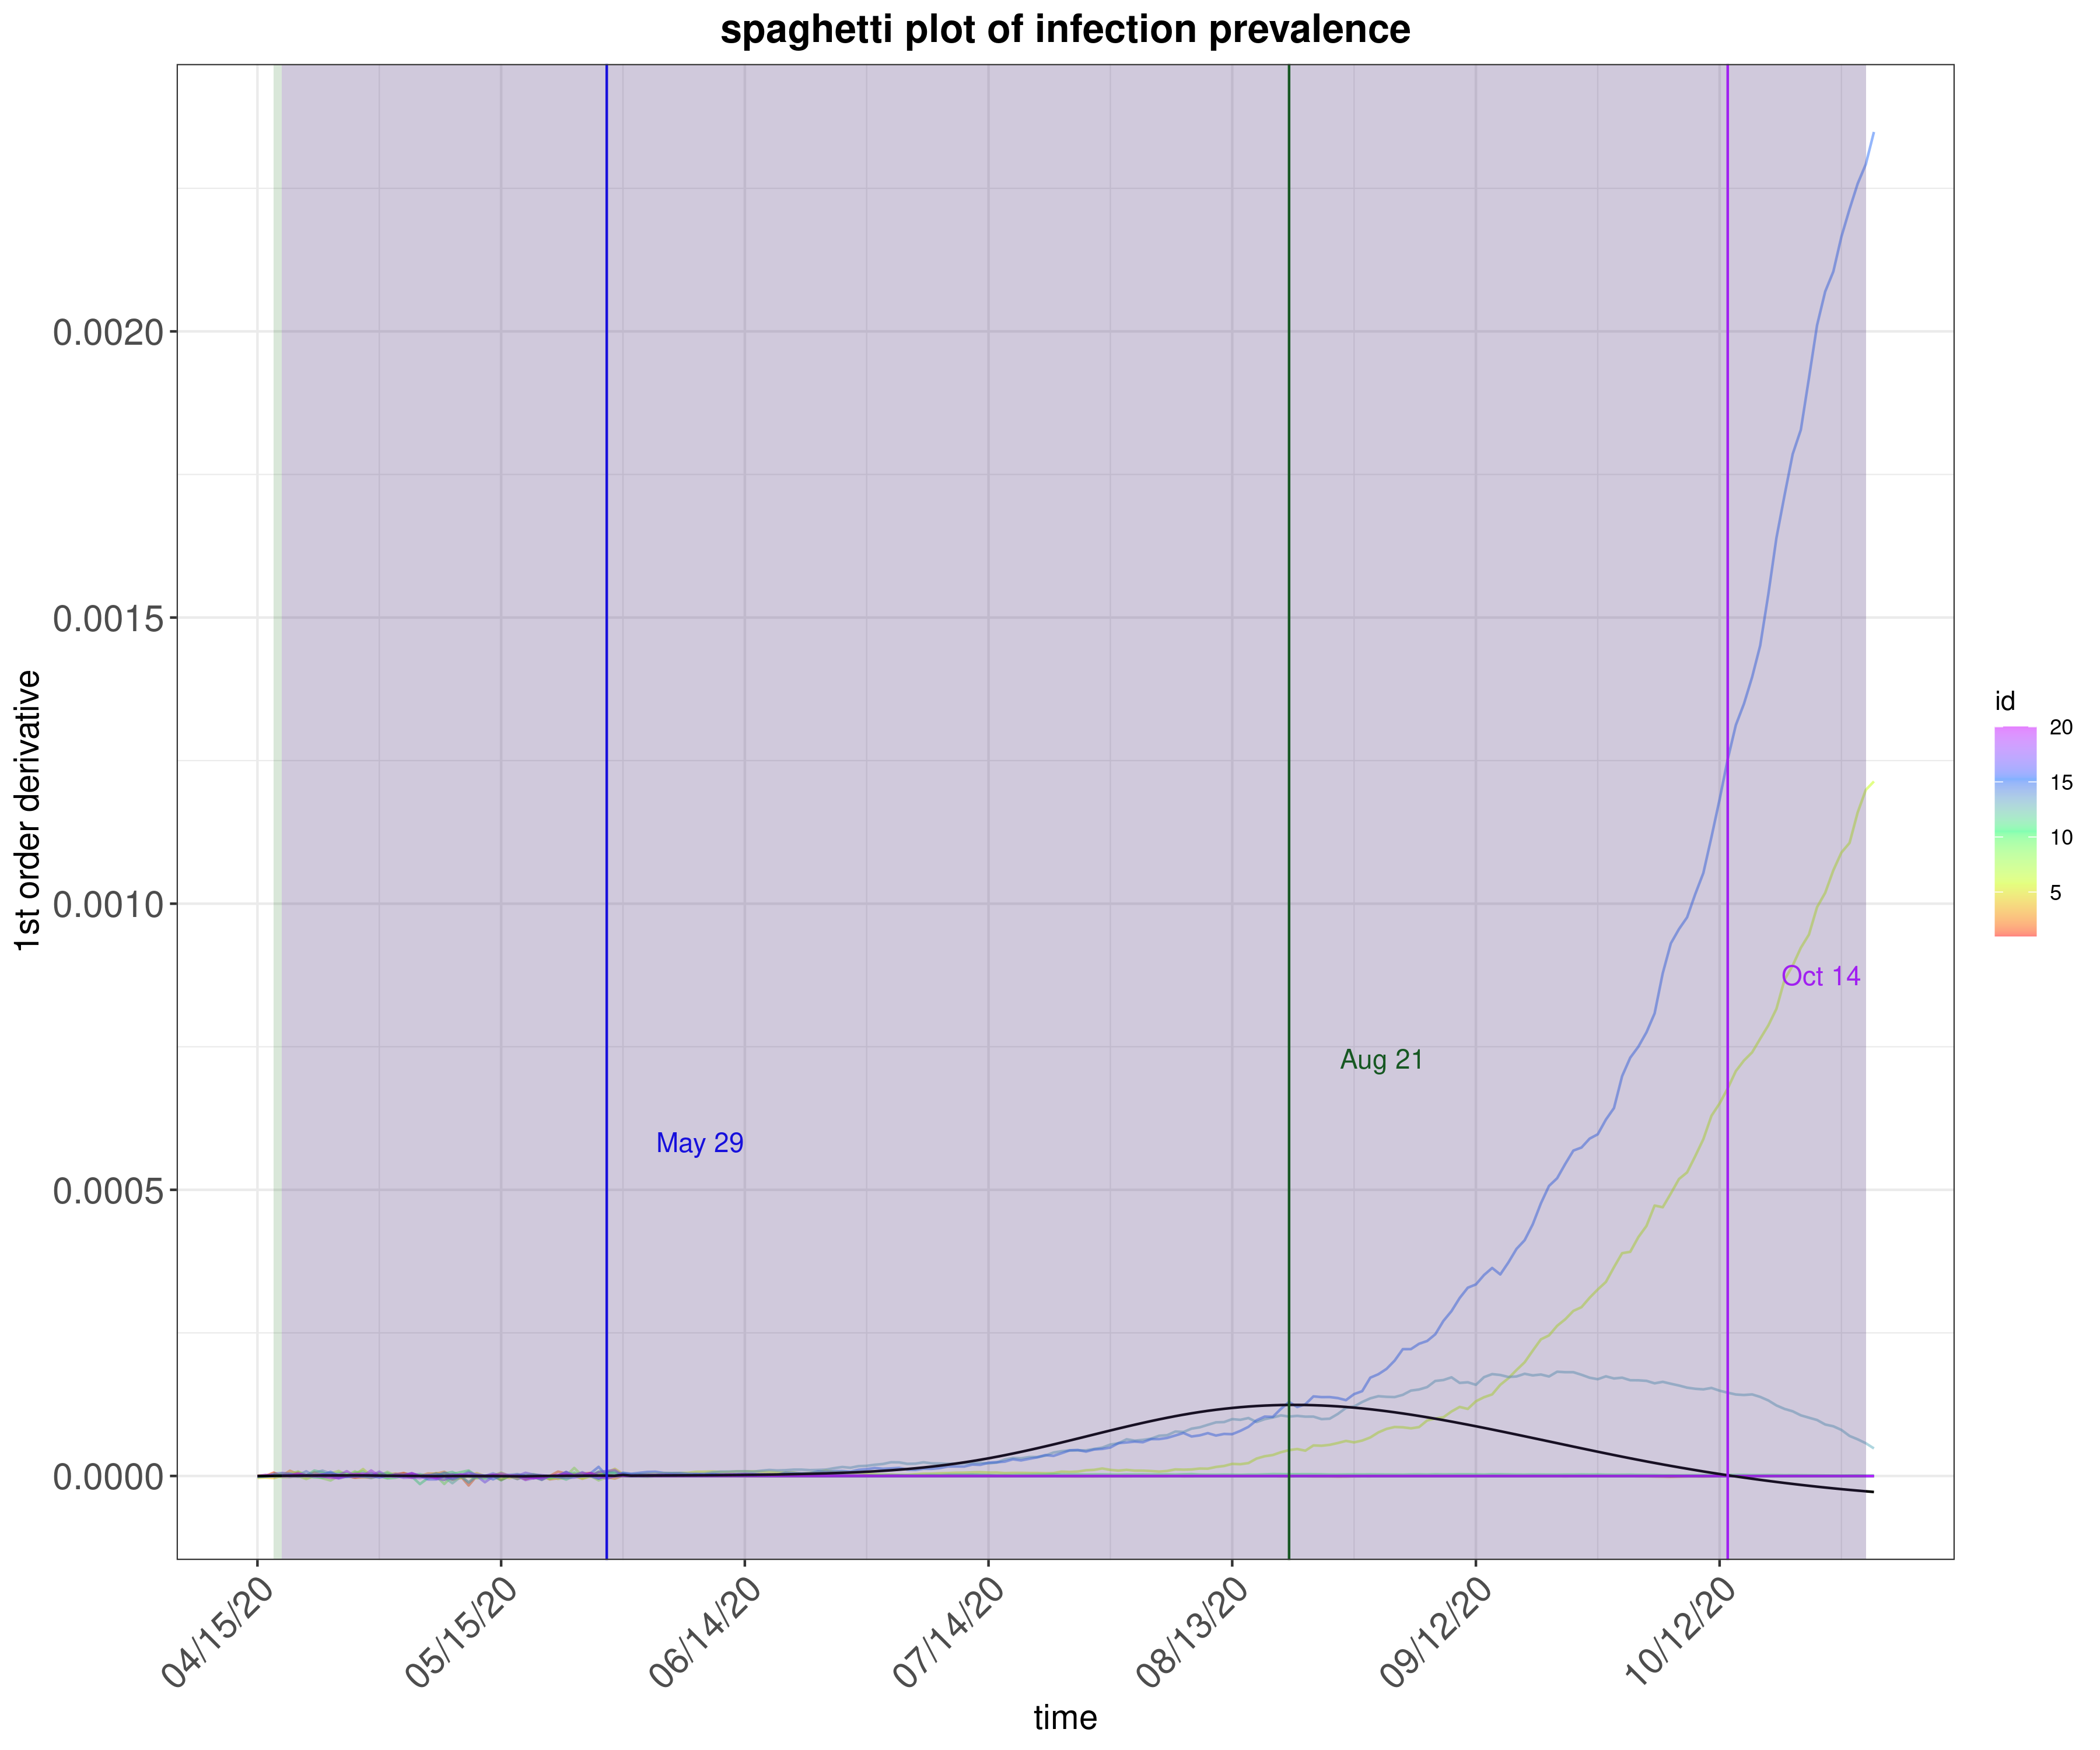 spaghetti plot of infection prevalence
1st order derivative
0.0020
0.0015
0.0010
0.0005
0.0000
May 29
Aug 21
Oct 14
04/15/20
05/15/20
06/14/20
07/14/20
08/13/20
09/12/20
10/12/20
time
id
20
15
10
5